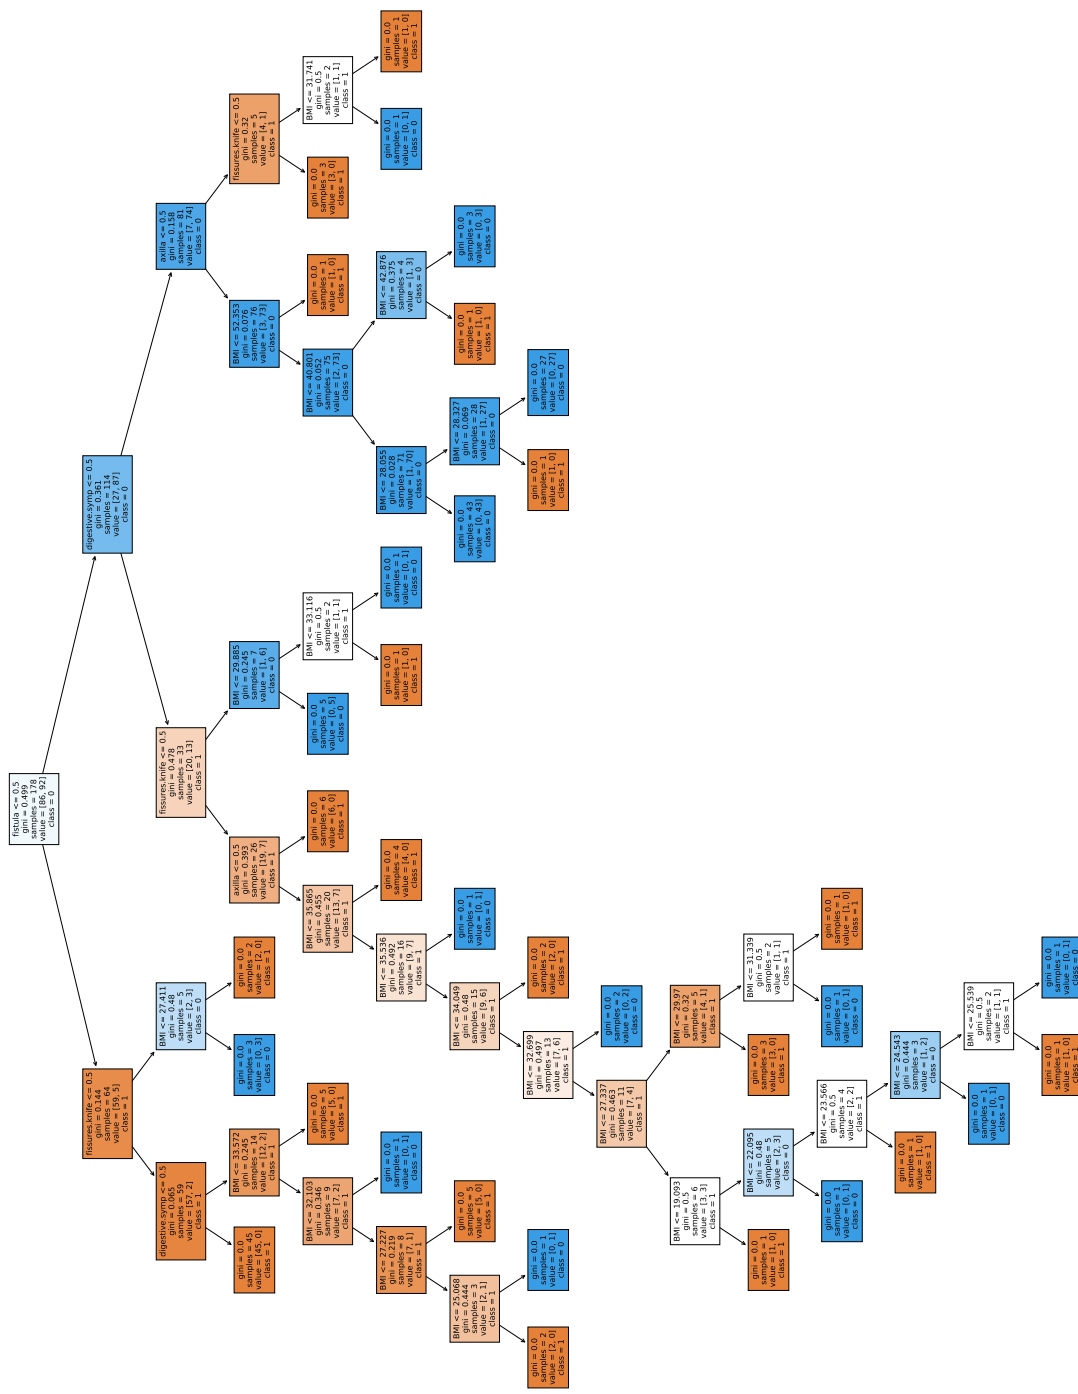 fistula <= 0.5
gini = 0.499
samples = 178
value = [86, 92]
class = 0
fissures.knife <= 0.5
gini = 0.144
samples = 64
value = [59, 5]
class = 1
digestive.symp <= 0.5
gini = 0.361
samples = 114
value = [27, 87]
class = 0
digestive.symp <= 0.5
gini = 0.065
samples = 59
value = [57, 2]
class = 1
BMI <= 27.411
gini = 0.48
samples = 5
value = [2, 3]
class = 0
fissures.knife <= 0.5
gini = 0.478
samples = 33
value = [20, 13]
class = 1
axilla <= 0.5
gini = 0.158
samples = 81
value = [7, 74]
class = 0
gini = 0.0
samples = 45
value = [45, 0]
class = 1
BMI <= 33.572
gini = 0.245
samples = 14
value = [12, 2]
class = 1
gini = 0.0
samples = 3
value = [0, 3]
class = 0
gini = 0.0
samples = 2
value = [2, 0]
class = 1
axilla <= 0.5
gini = 0.393
samples = 26
value = [19, 7]
class = 1
BMI <= 29.885
gini = 0.245
samples = 7
value = [1, 6]
class = 0
BMI <= 52.353
gini = 0.076
samples = 76
value = [3, 73]
class = 0
fissures.knife <= 0.5
gini = 0.32
samples = 5
value = [4, 1]
class = 1
BMI <= 32.103
gini = 0.346
samples = 9
value = [7, 2]
class = 1
gini = 0.0
samples = 5
value = [5, 0]
class = 1
BMI <= 35.865
gini = 0.455
samples = 20
value = [13, 7]
class = 1
gini = 0.0
samples = 6
value = [6, 0]
class = 1
gini = 0.0
samples = 5
value = [0, 5]
class = 0
BMI <= 33.116
gini = 0.5
samples = 2
value = [1, 1]
class = 1
BMI <= 40.801
gini = 0.052
samples = 75
value = [2, 73]
class = 0
gini = 0.0
samples = 1
value = [1, 0]
class = 1
gini = 0.0
samples = 3
value = [3, 0]
class = 1
BMI <= 31.741
gini = 0.5
samples = 2
value = [1, 1]
class = 1
BMI <= 27.227
gini = 0.219
samples = 8
value = [7, 1]
class = 1
gini = 0.0
samples = 1
value = [0, 1]
class = 0
BMI <= 35.536
gini = 0.492
samples = 16
value = [9, 7]
class = 1
gini = 0.0
samples = 4
value = [4, 0]
class = 1
gini = 0.0
samples = 1
value = [1, 0]
class = 1
gini = 0.0
samples = 1
value = [0, 1]
class = 0
BMI <= 28.055
gini = 0.028
samples = 71
value = [1, 70]
class = 0
BMI <= 42.876
gini = 0.375
samples = 4
value = [1, 3]
class = 0
gini = 0.0
samples = 1
value = [0, 1]
class = 0
gini = 0.0
samples = 1
value = [1, 0]
class = 1
BMI <= 25.068
gini = 0.444
samples = 3
value = [2, 1]
class = 1
gini = 0.0
samples = 5
value = [5, 0]
class = 1
BMI <= 34.049
gini = 0.48
samples = 15
value = [9, 6]
class = 1
gini = 0.0
samples = 1
value = [0, 1]
class = 0
gini = 0.0
samples = 43
value = [0, 43]
class = 0
BMI <= 28.327
gini = 0.069
samples = 28
value = [1, 27]
class = 0
gini = 0.0
samples = 1
value = [1, 0]
class = 1
gini = 0.0
samples = 3
value = [0, 3]
class = 0
gini = 0.0
samples = 2
value = [2, 0]
class = 1
gini = 0.0
samples = 1
value = [0, 1]
class = 0
BMI <= 32.699
gini = 0.497
samples = 13
value = [7, 6]
class = 1
gini = 0.0
samples = 2
value = [2, 0]
class = 1
gini = 0.0
samples = 1
value = [1, 0]
class = 1
gini = 0.0
samples = 27
value = [0, 27]
class = 0
BMI <= 27.337
gini = 0.463
samples = 11
value = [7, 4]
class = 1
gini = 0.0
samples = 2
value = [0, 2]
class = 0
BMI <= 19.093
gini = 0.5
samples = 6
value = [3, 3]
class = 1
BMI <= 29.97
gini = 0.32
samples = 5
value = [4, 1]
class = 1
gini = 0.0
samples = 1
value = [1, 0]
class = 1
BMI <= 22.095
gini = 0.48
samples = 5
value = [2, 3]
class = 0
gini = 0.0
samples = 3
value = [3, 0]
class = 1
BMI <= 31.339
gini = 0.5
samples = 2
value = [1, 1]
class = 1
gini = 0.0
samples = 1
value = [0, 1]
class = 0
BMI <= 23.566
gini = 0.5
samples = 4
value = [2, 2]
class = 1
gini = 0.0
samples = 1
value = [0, 1]
class = 0
gini = 0.0
samples = 1
value = [1, 0]
class = 1
gini = 0.0
samples = 1
value = [1, 0]
class = 1
BMI <= 24.543
gini = 0.444
samples = 3
value = [1, 2]
class = 0
gini = 0.0
samples = 1
value = [0, 1]
class = 0
BMI <= 25.539
gini = 0.5
samples = 2
value = [1, 1]
class = 1
gini = 0.0
samples = 1
value = [1, 0]
class = 1
gini = 0.0
samples = 1
value = [0, 1]
class = 0